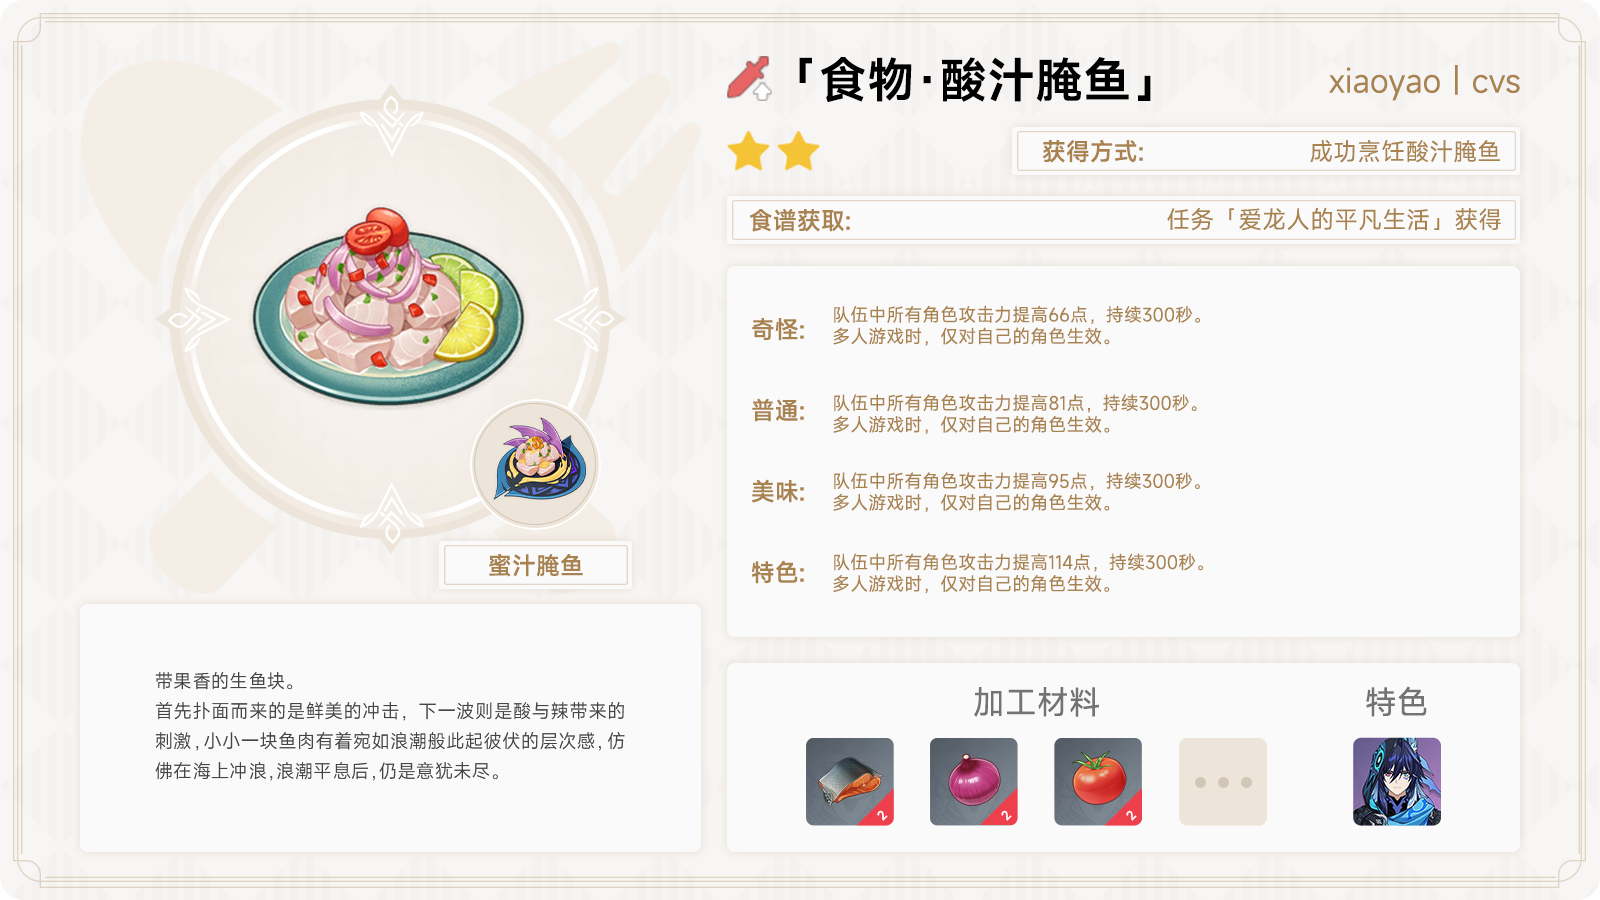 「食物·酸汁腌鱼」
xiaoyao | cvs
获得方式:
成功烹饪酸汁腌鱼
食谱获取:
任务「爱龙人的平凡生活」获得
奇怪:
队伍中所有角色攻击力提高66点，持续300秒。
多人游戏时，仅对自己的角色生效。
普通:
队伍中所有角色攻击力提高81点，持续300秒。
多人游戏时，仅对自己的角色生效。
美味:
队伍中所有角色攻击力提高95点，持续300秒。
多人游戏时，仅对自己的角色生效。
特色:
队伍中所有角色攻击力提高114点，持续300秒。
多人游戏时，仅对自己的角色生效。
蜜汁腌鱼
带果香的生鱼块。
首先扑面而来的是鲜美的冲击，下一波则是酸与辣带来的
刺激,小小一块鱼肉有着宛如浪潮般此起彼伏的层次感,仿
佛在海上冲浪,浪潮平息后,仍是意犹未尽。
加工材料
特色
2
2
2